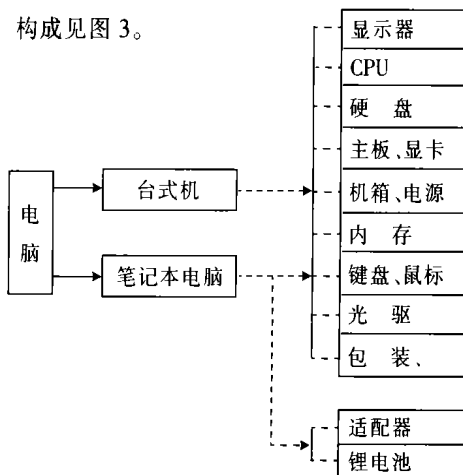 构成见图3。
显示器
CPU
硬 盘
主板、显卡
机箱、电源
内 存
键盘、鼠标
光 驱
包 装、
适配器
锂电池
电脑
台式机
笔记本电脑